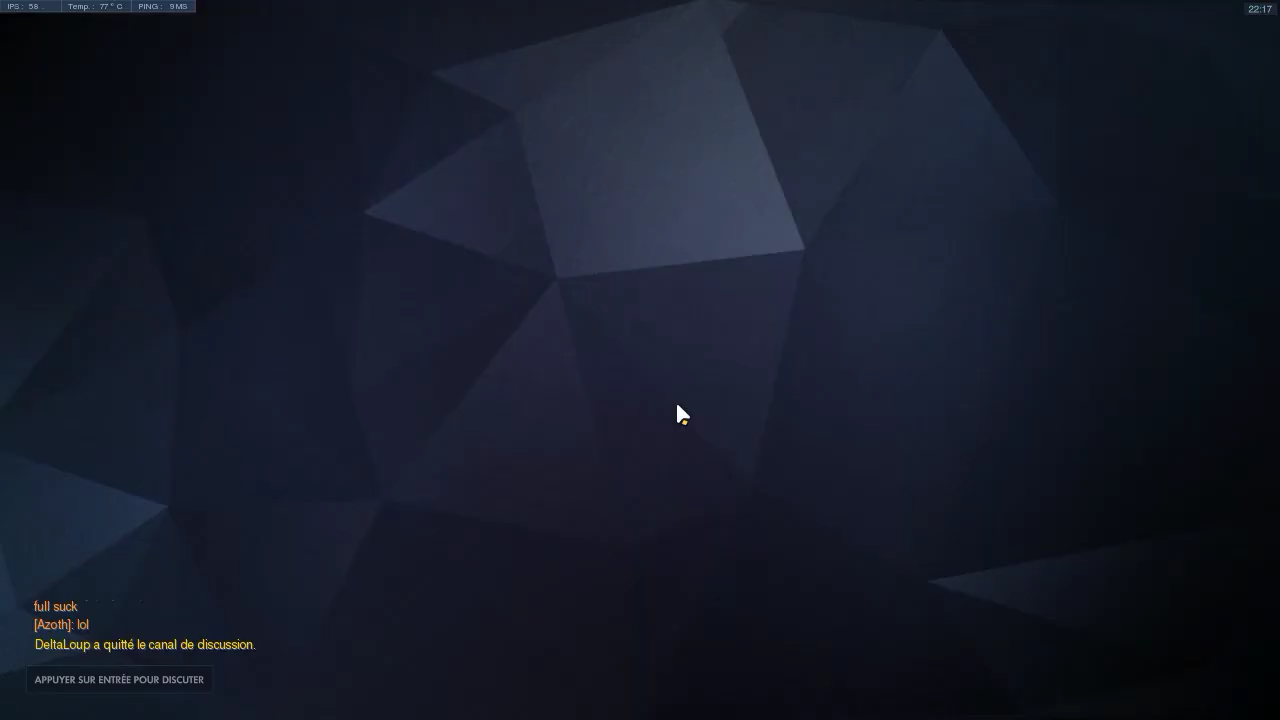 IPS : 58 Temp. : 77° C PING : 9 MS
22:17
full suck
[Azoth]: lol
DeltaLoup a quitté le canal de discussion.
APPUYER SUR ENTRÉE POUR DISCUTER